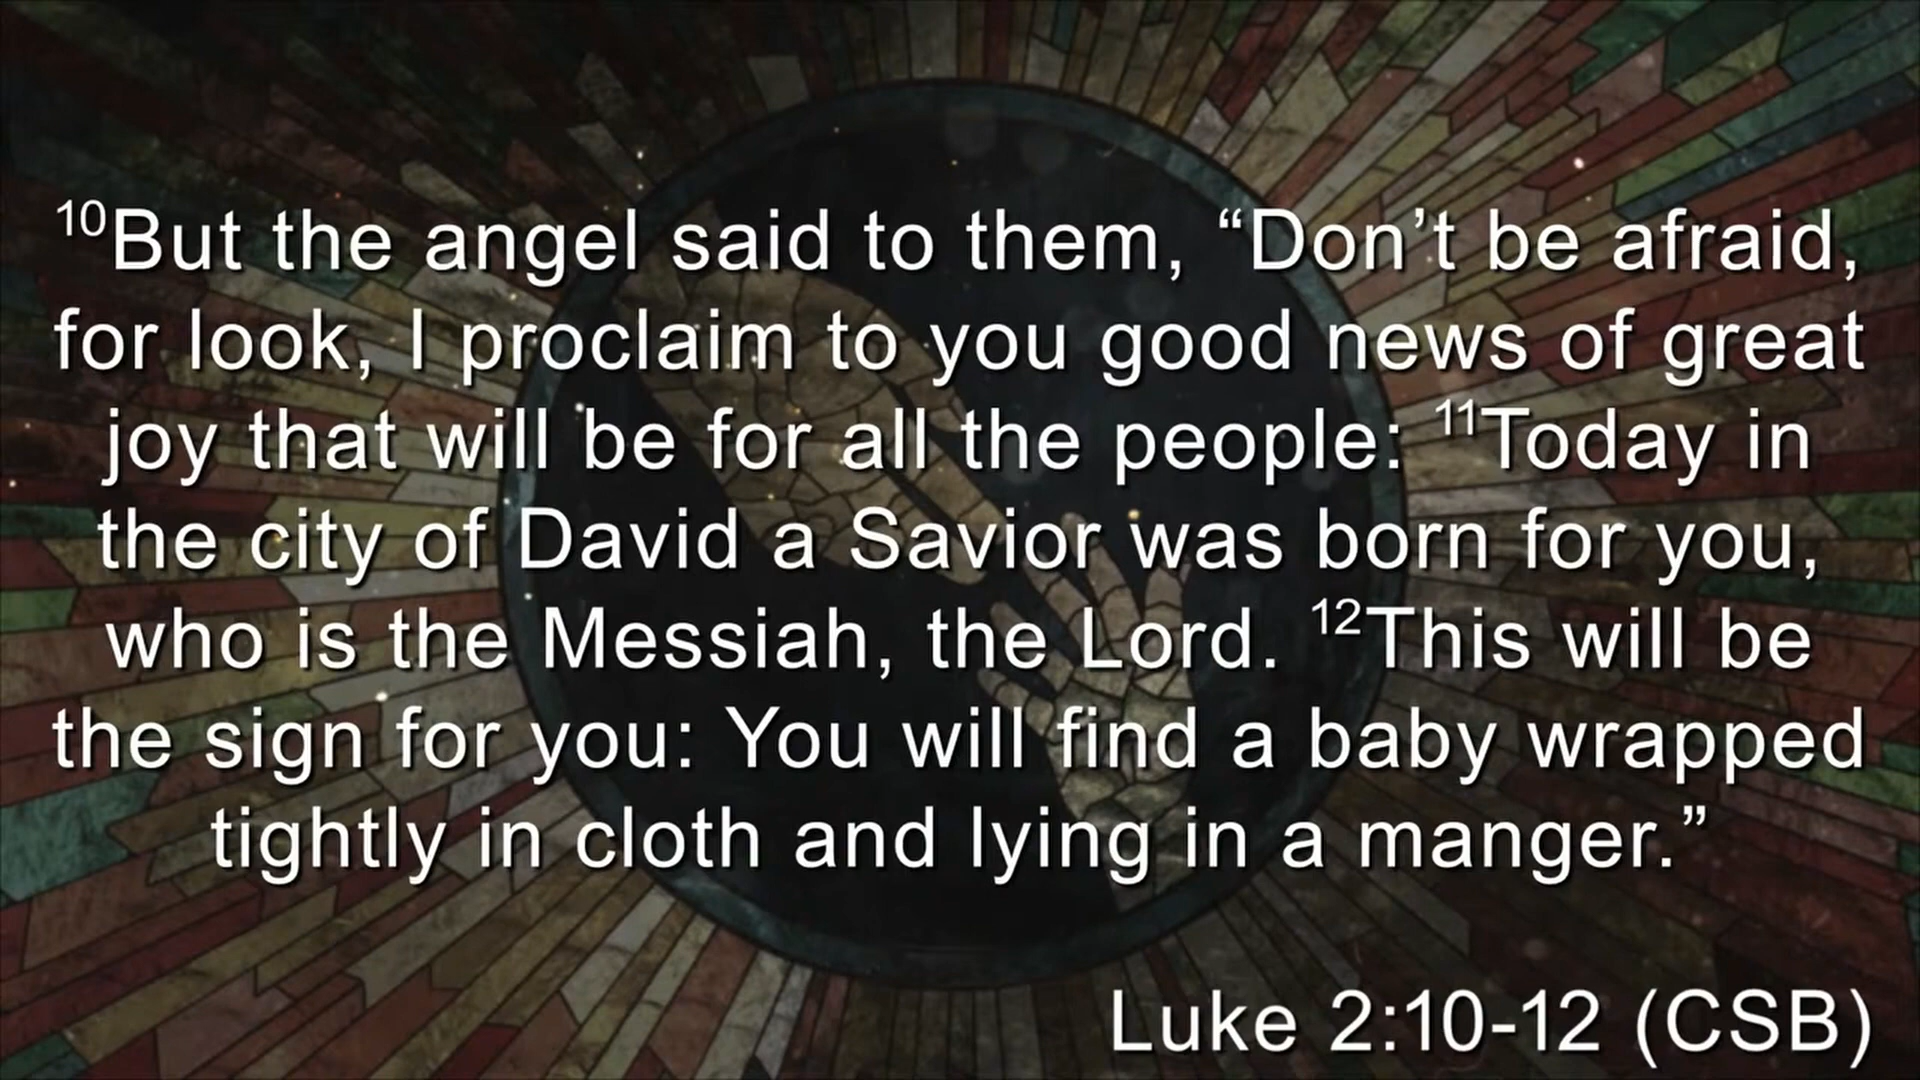 ¹⁰But the angel said to them, “Don’t be afraid,
for look, I proclaim to you good news of great
joy that will be for all the people: ¹¹Today in
the city of David a Savior was born for you,
who is the Messiah, the Lord. ¹²This will be
the sign for you: You will find a baby wrapped
tightly in cloth and lying in a manger.”
Luke 2:10-12 (CSB)